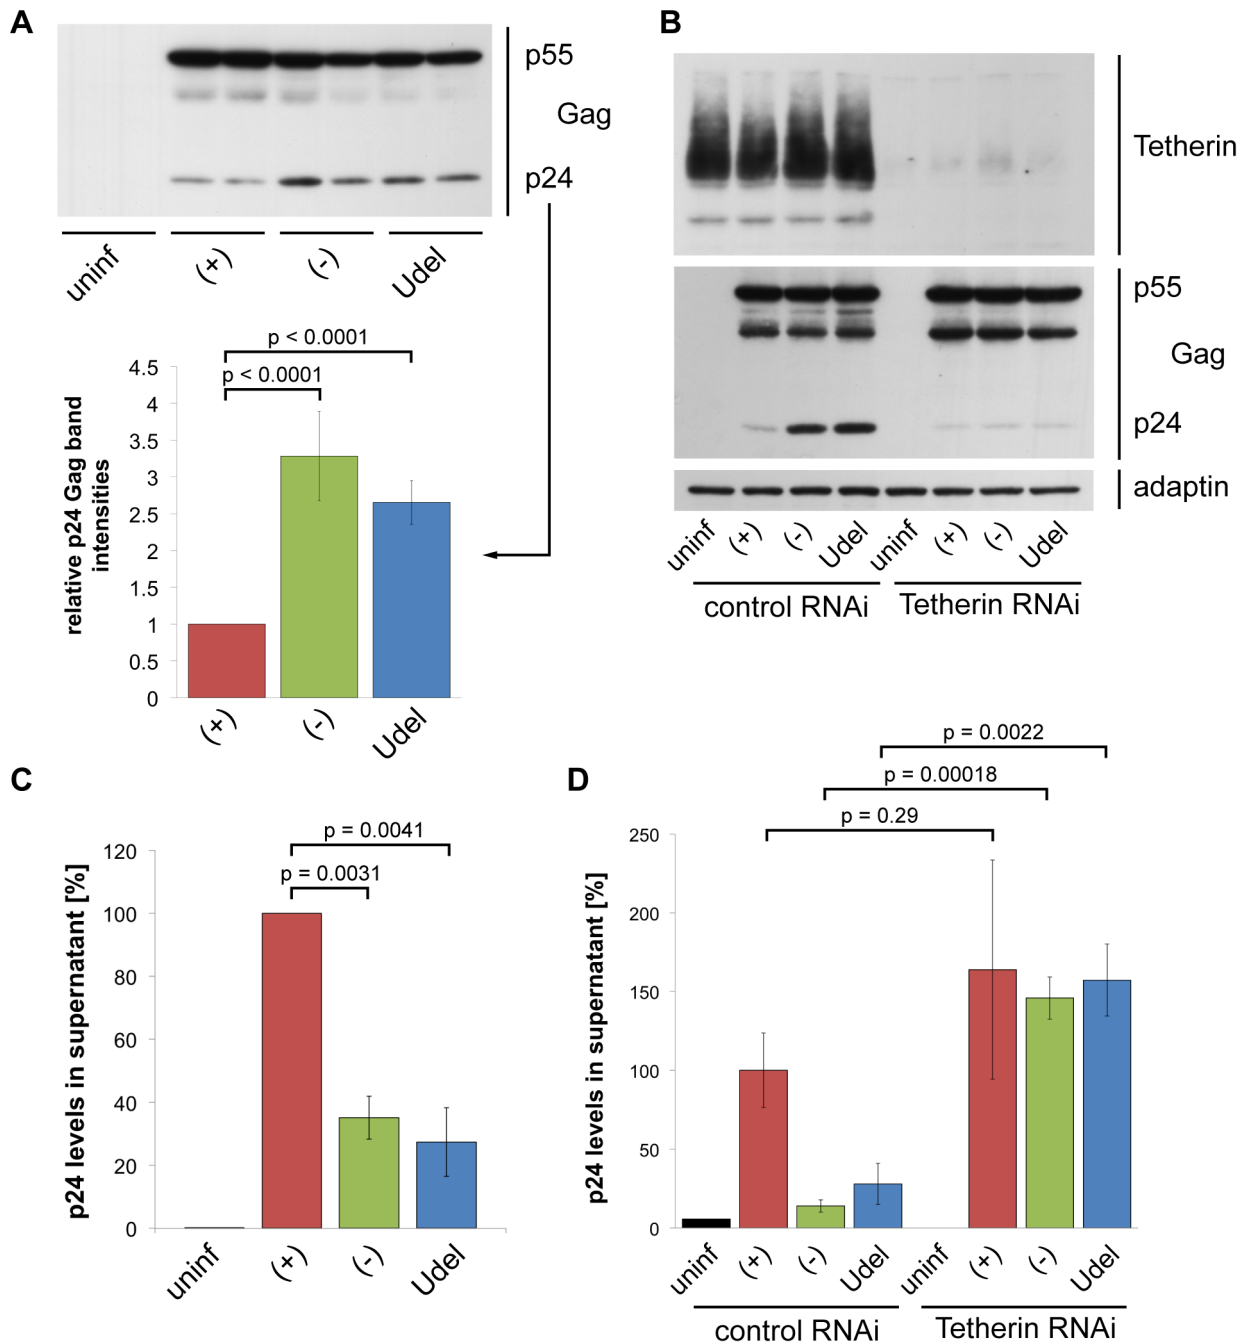 A
p55
Gag
p24
uninf
(+)
(-)
Udel
p < 0.0001
p < 0.0001
relative p24 Gag band
intensities
4.5
4
3.5
3
2.5
2
1.5
1
0.5
0
(+)
(-)
Udel
B
Tetherin
p55
Gag
p24
adaptin
uninf
(+)
(-)
Udel
uninf
(+)
(-)
Udel
control RNAi
Tetherin RNAi
C
p = 0.0041
p = 0.0031
p24 levels in supernatant [%]
120
100
80
60
40
20
0
uninf
(+)
(-)
Udel
D
p = 0.0022
p = 0.00018
p = 0.29
p24 levels in supernatant [%]
250
200
150
100
50
0
uninf
(+)
(-)
Udel
uninf
(+)
(-)
Udel
control RNAi
Tetherin RNAi